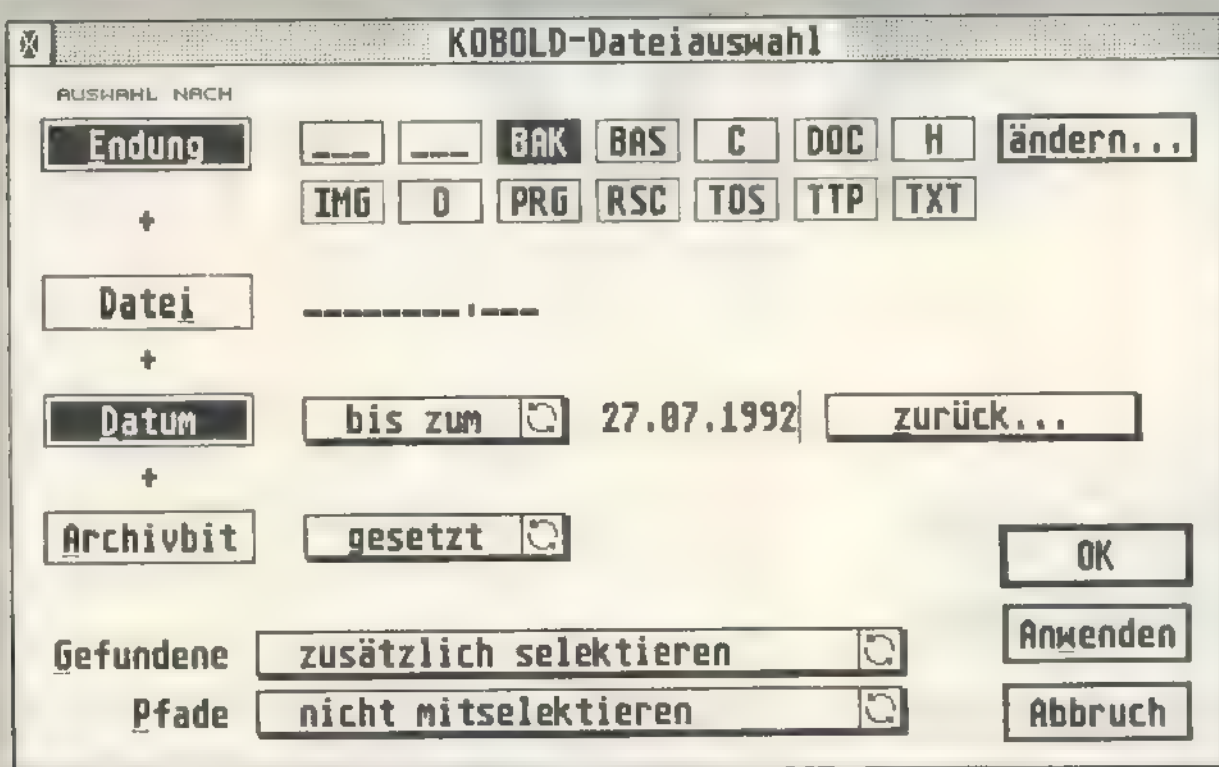 KOBOLD-Dateiauswahl
AUSWAHL NACH
Endung ___ ___ BAK BAS C DOC H ändern...
+ IMG O PRG RSC TOS TTP TXT
Datei ________.___
+
Datum bis zum 27.07.1992 zurück...
+
Archivbit gesetzt
OK
Gefundene zusätzlich selektieren Anwenden
Pfade nicht mitselektieren Abbruch